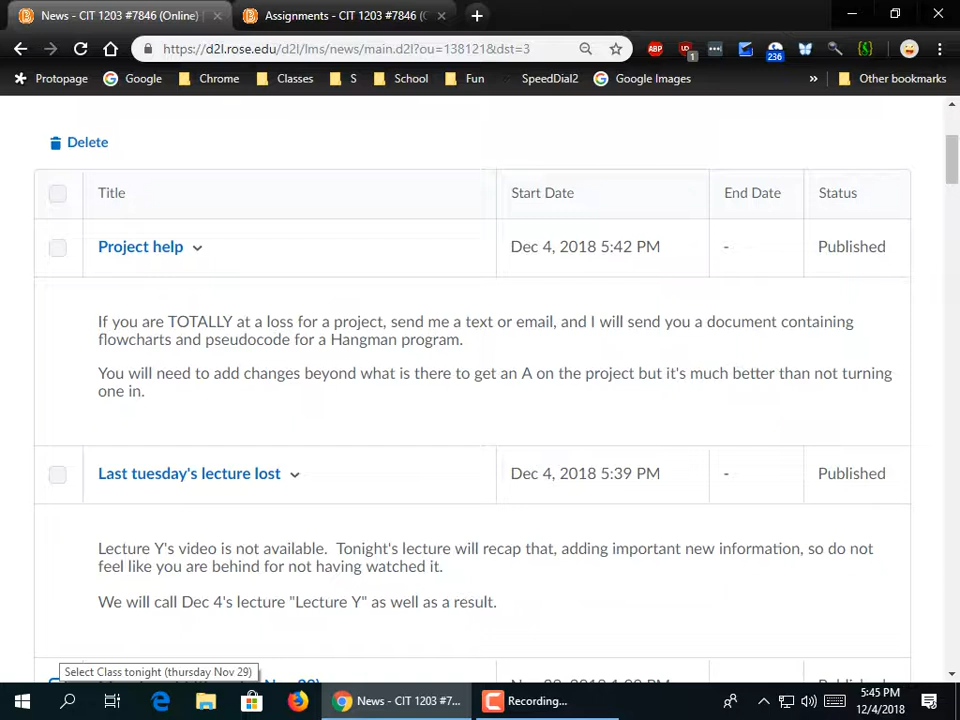 News - CIT 1203 #7846 (Online)
Assignments - CIT 1203 #7846 (
https://d2l.rose.edu/d2l/lms/news/main.d2l?ou=138121&dst=3
ABP
1
236
Protopage
Google
Chrome
Classes
S
School
Fun
SpeedDial2
Google Images
»
Other bookmarks
Delete
Title
Start Date
End Date
Status
Project help
Dec 4, 2018 5:42 PM
-
Published
If you are TOTALLY at a loss for a project, send me a text or email, and I will send you a document containing
flowcharts and pseudocode for a Hangman program.
You will need to add changes beyond what is there to get an A on the project but it's much better than not turning
one in.
Last tuesday's lecture lost
Dec 4, 2018 5:39 PM
-
Published
Lecture Y's video is not available.  Tonight's lecture will recap that, adding important new information, so do not
feel like you are behind for not having watched it.
We will call Dec 4's lecture "Lecture Y" as well as a result.
Select Class tonight (thursday Nov 29)
News - CIT 1203 #7...
Recording...
5:45 PM
12/4/2018